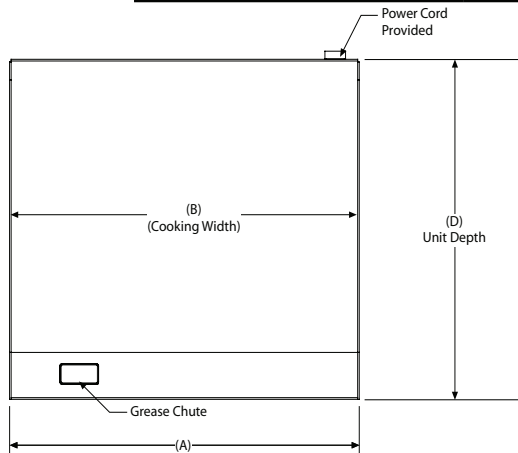 Power Cord
Provided
(B)
(Cooking Width)
(D)
Unit Depth
Grease Chute
(A)